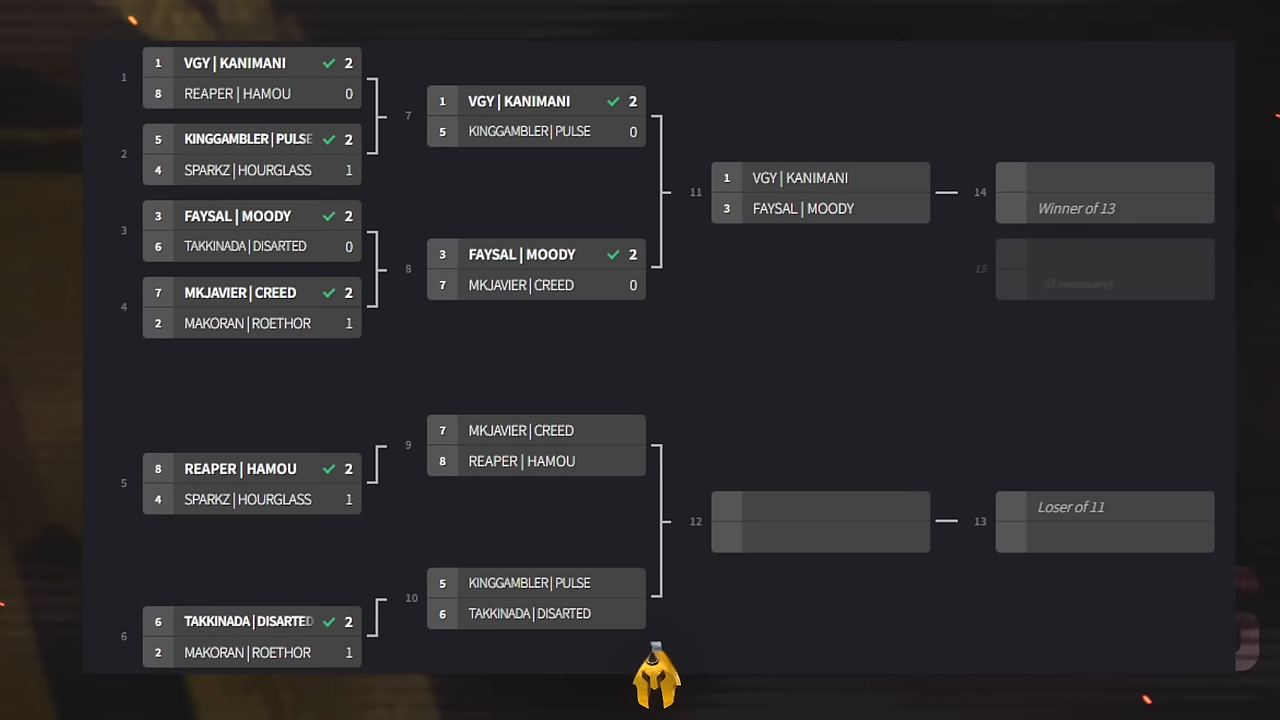 1
1 VGY | KANIMANI 2
8 REAPER | HAMOU 0
2
5 KINGGAMBLER | PULSE 2
4 SPARKZ | HOURGLASS 1
3
3 FAYSAL | MOODY 2
6 TAKKINADA | DISARTED 0
4
7 MKJAVIER | CREED 2
2 MAKORAN | ROETHOR 1
7
1 VGY | KANIMANI 2
5 KINGGAMBLER | PULSE 0
8
3 FAYSAL | MOODY 2
7 MKJAVIER | CREED 0
11
1 VGY | KANIMANI
3 FAYSAL | MOODY
14
Winner of 13
15
(if necessary)
5
8 REAPER | HAMOU 2
4 SPARKZ | HOURGLASS 1
6
6 TAKKINADA | DISARTED 2
2 MAKORAN | ROETHOR 1
9
7 MKJAVIER | CREED
8 REAPER | HAMOU
10
5 KINGGAMBLER | PULSE
6 TAKKINADA | DISARTED
12
13
Loser of 11